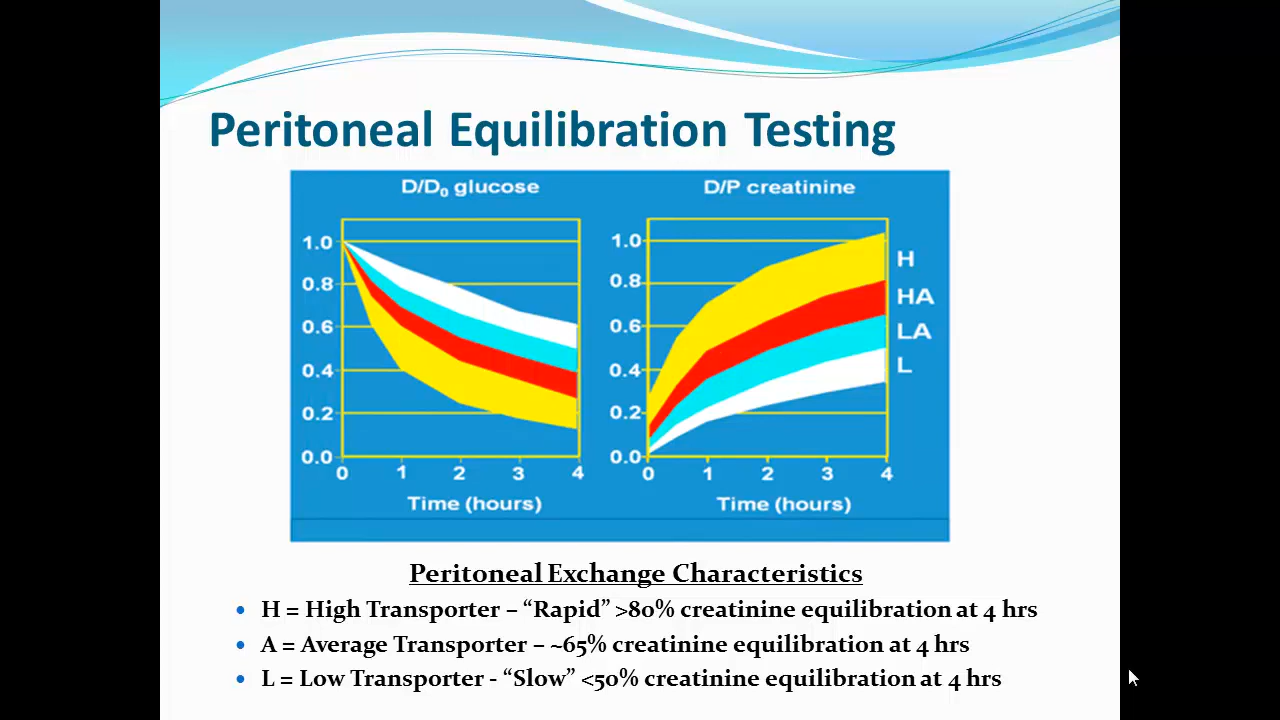 Peritoneal Equilibration Testing
D/D₀ glucose
1.0
0.8
0.6
0.4
0.2
0.0
0 1 2 3 4
Time (hours)
D/P creatinine
1.0
0.8
0.6
0.4
0.2
0.0
0 1 2 3 4
Time (hours)
H
HA
LA
L
Peritoneal Exchange Characteristics
• H = High Transporter – “Rapid” >80% creatinine equilibration at 4 hrs
• A = Average Transporter – ~65% creatinine equilibration at 4 hrs
• L = Low Transporter - “Slow” <50% creatinine equilibration at 4 hrs